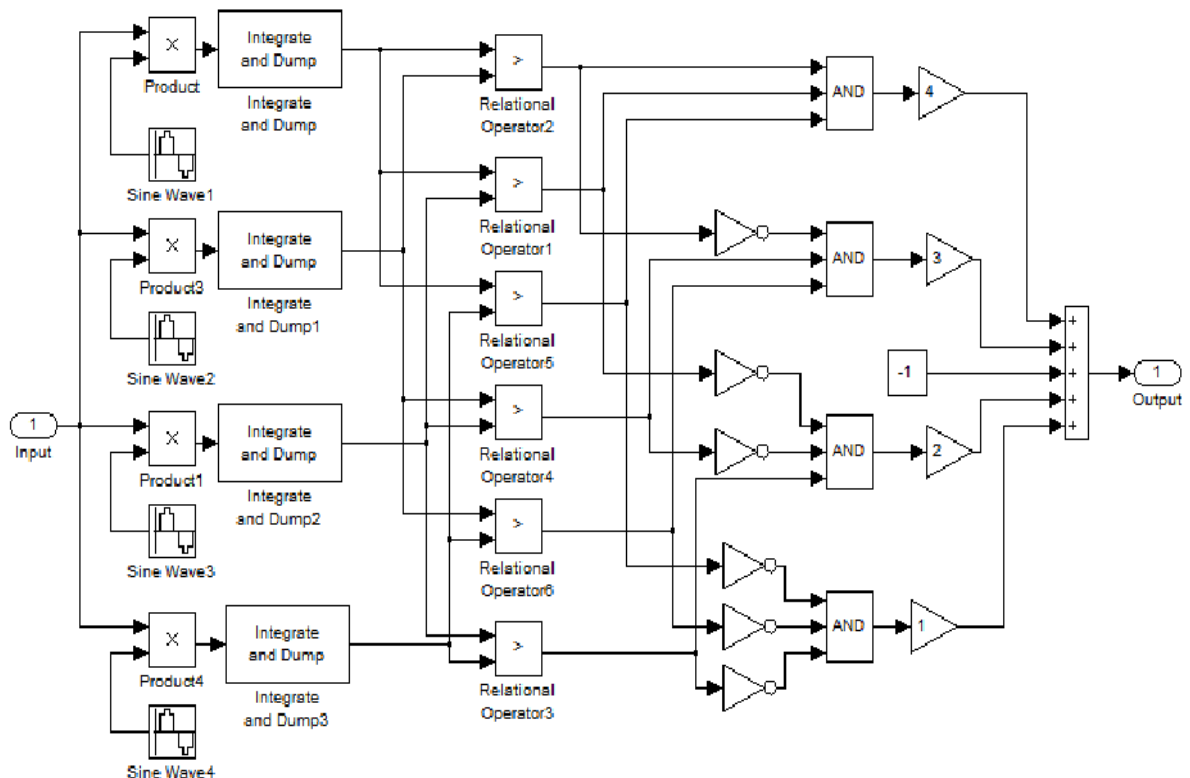 X
Product
Integrate
and Dump
Integrate
and Dump
Sine Wave1
>
Relational
Operator2
AND
4
X
Product3
Integrate
and Dump
Integrate
and Dump1
Sine Wave2
>
Relational
Operator1
>
Relational
Operator5
AND
3
1
Input
X
Product1
Integrate
and Dump
Integrate
and Dump2
Sine Wave3
>
Relational
Operator4
>
Relational
Operator6
-1
AND
2
+
+
+
+
+
1
Output
X
Product4
Integrate
and Dump
Integrate
and Dump3
Sine Wave4
>
Relational
Operator3
AND
1